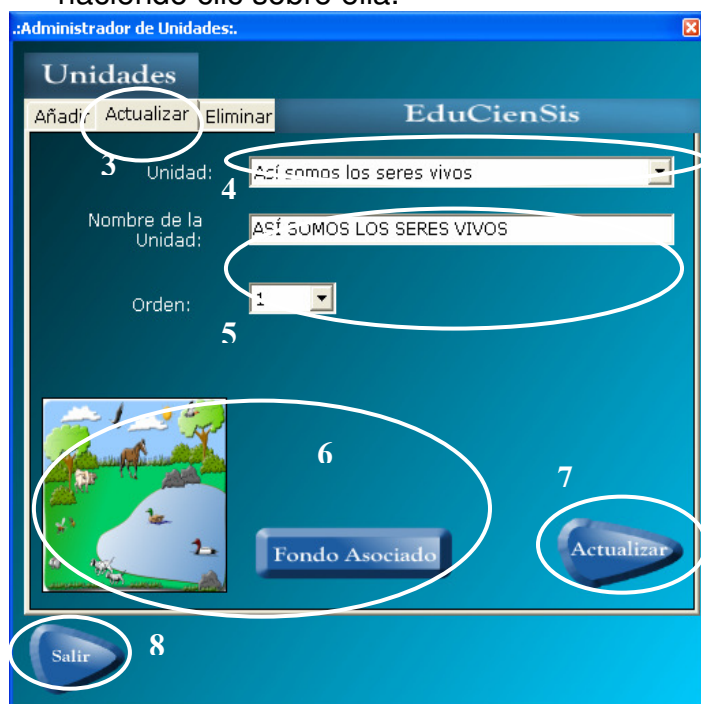 haciendo clic sobre ella.
.:Administrador de Unidades:.
Unidades
Añadir Actualizar Eliminar EduCienSis
3
Unidad: Así somos los seres vivos
4
Nombre de la
Unidad: ASÍ SOMOS LOS SERES VIVOS
Orden: 1
5
6
7
Fondo Asociado Actualizar
Salir 8